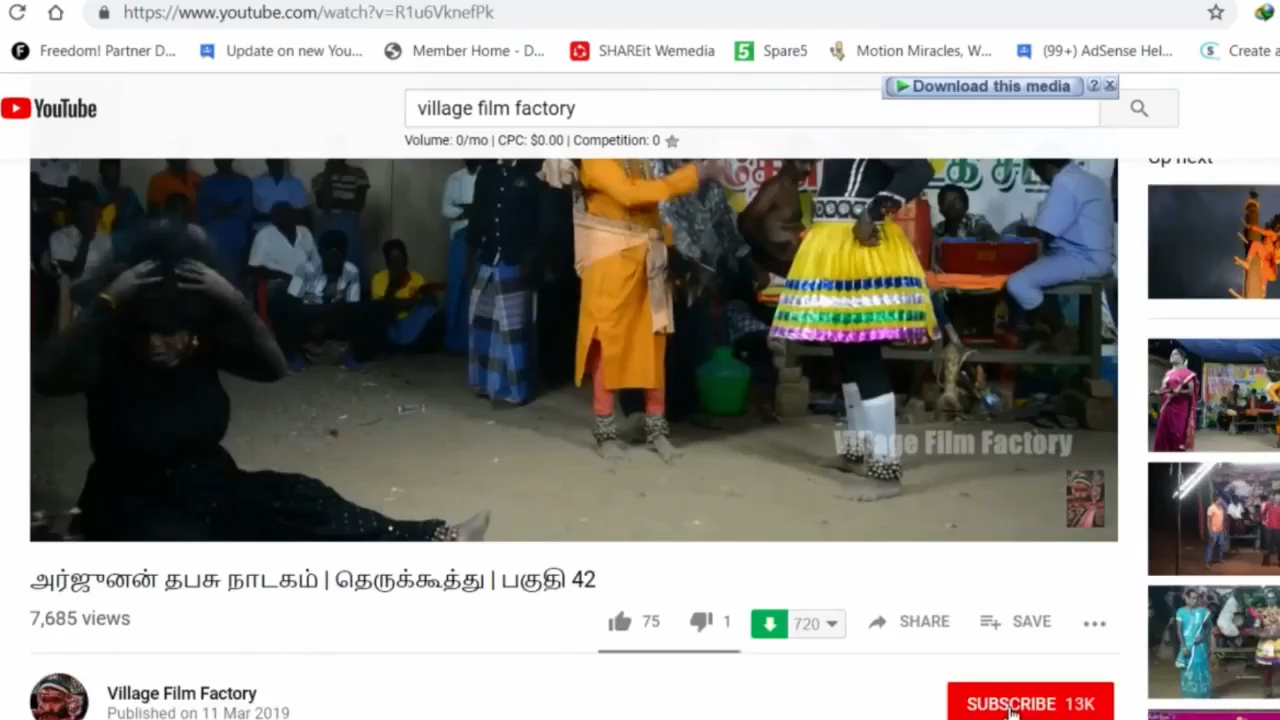 https://www.youtube.com/watch?v=R1u6VknefPk
Freedom! Partner D... Update on new You... Member Home - D... SHAREit Wemedia 5 Spare5 Motion Miracles, W... (99+) AdSense Hel... Create a
Download this media ? x
YouTube village film factory
Volume: 0/mo | CPC: $0.00 | Competition: 0
Up next
Village Film Factory
அர்ஜுனன் தபசு நாடகம் | தெருக்கூத்து | பகுதி 42
7,685 views 75 1 720 SHARE SAVE
Village Film Factory
SUBSCRIBE 13K
Published on 11 Mar 2019